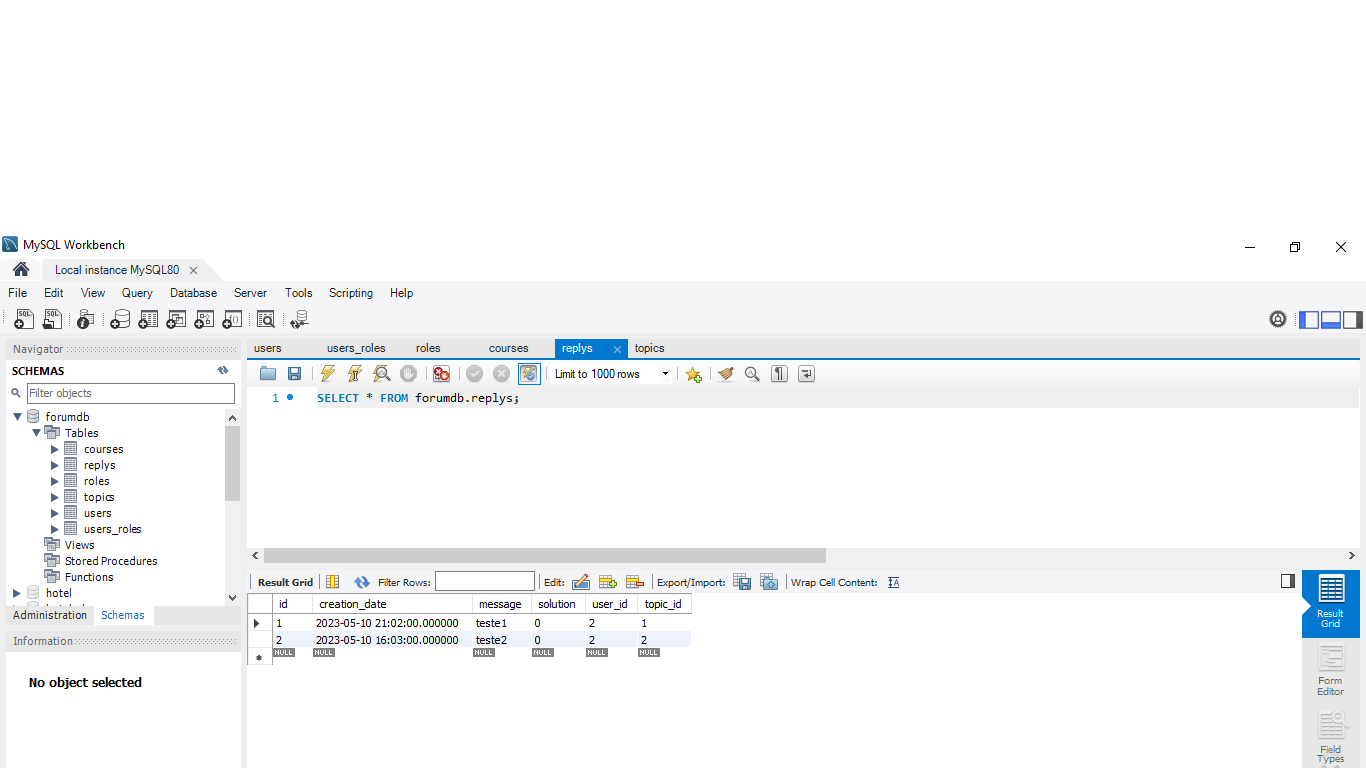 MySQL Workbench
Local instance MySQL80
File Edit View Query Database Server Tools Scripting Help
Navigator
SCHEMAS
Filter objects
forumdb
Tables
courses
replys
roles
topics
users
users_roles
Views
Stored Procedures
Functions
hotel
Administration Schemas
Information
No object selected
users users_roles roles courses replys topics
Limit to 1000 rows
1 SELECT * FROM forumdb.replys;
Result Grid Filter Rows: Edit: Export/Import: Wrap Cell Content:
id creation_date message solution user_id topic_id
1 2023-05-10 21:02:00.000000 teste1 0 2 1
2 2023-05-10 16:03:00.000000 teste2 0 2 2
NULL NULL NULL NULL NULL NULL
Result
Grid
Form
Editor
Field
Types